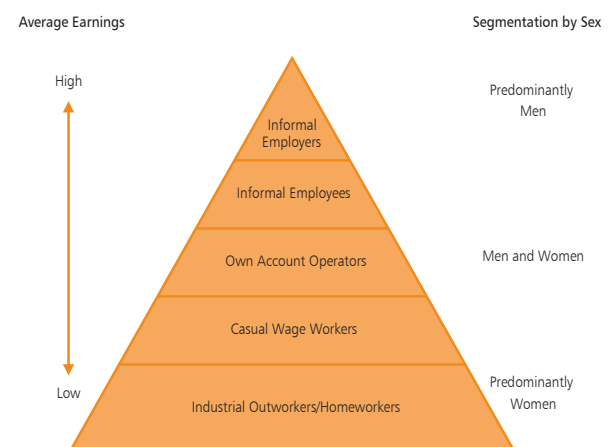 Average Earnings
Segmentation by Sex
High
Predominantly
Men
Informal
Employers
Informal Employees
Own Account Operators
Men and Women
Casual Wage Workers
Low
Predominantly
Women
Industrial Outworkers/Homeworkers